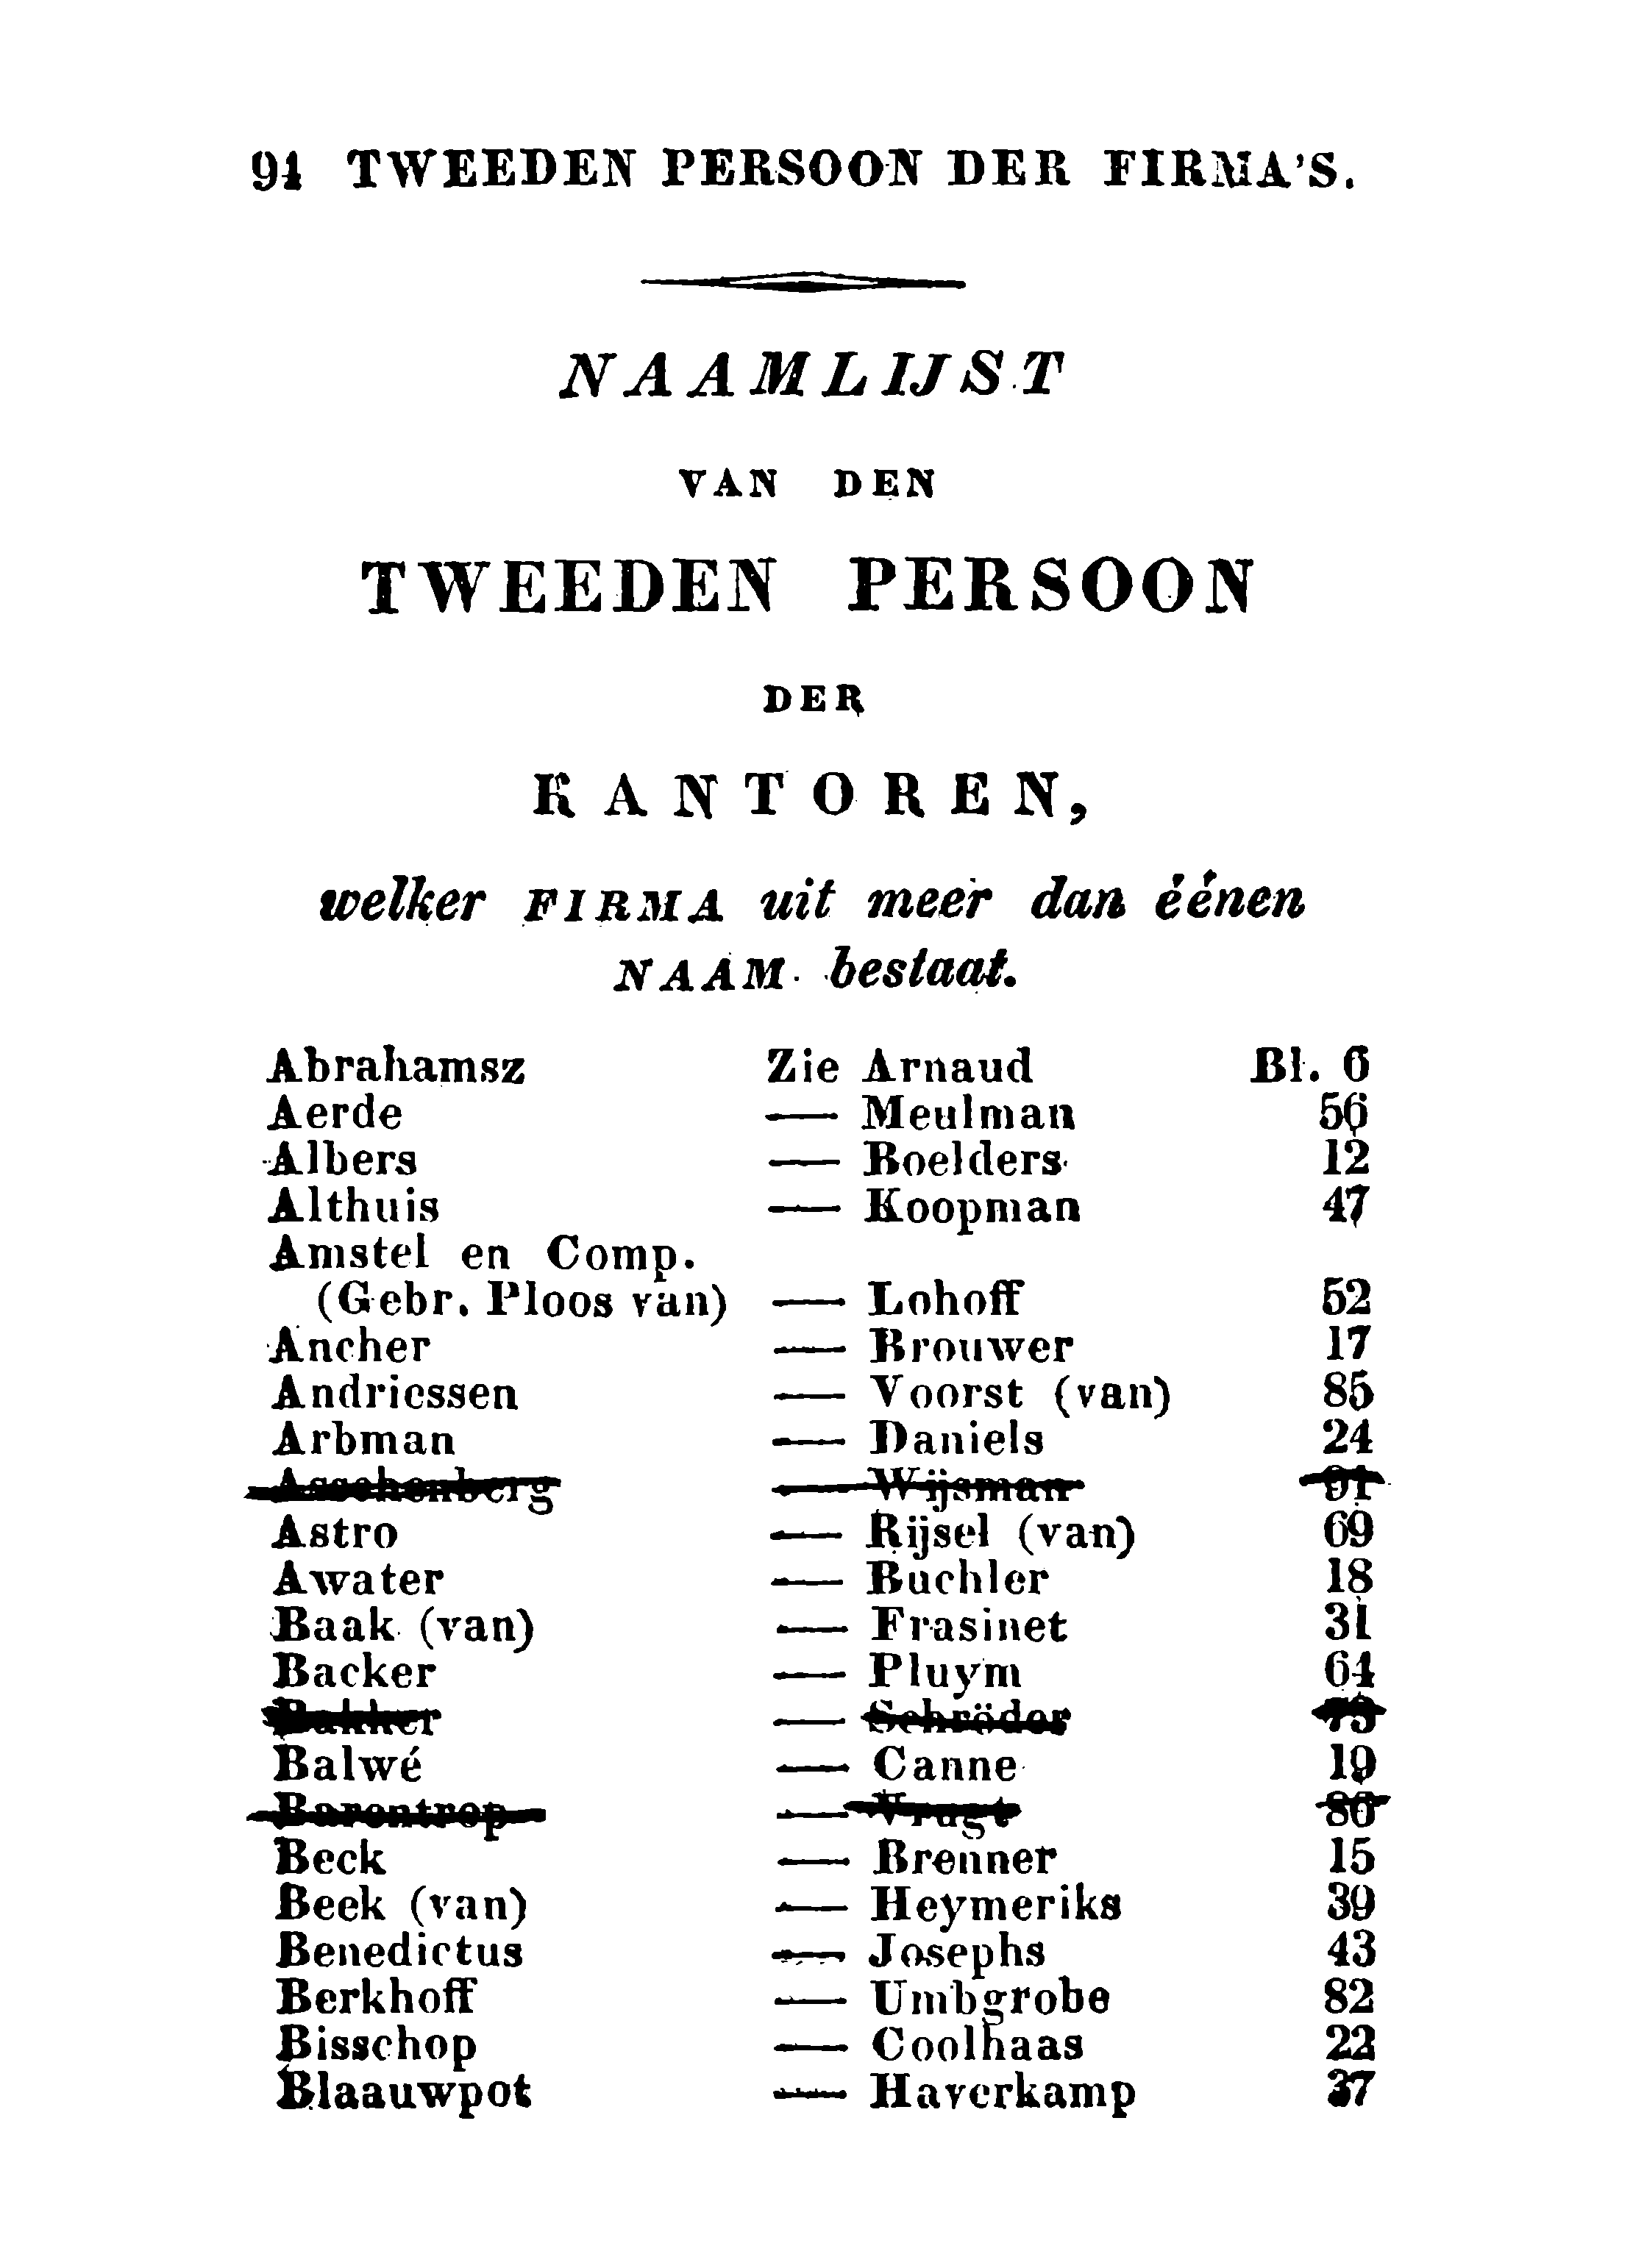 94 TWEEDEN PERSOON DER FIRMA'S.
NAAMLIJST
VAN DEN
TWEEDEN PERSOON
DER
KANTOREN,
welker FIRMA uit meer dan éénen
NAAM bestaat.
Abrahamsz Zie Arnaud Bl. 6
Aerde — Meulman 56
Albers — Roelders 12
Althuis — Koopman 47
Amstel en Comp.
(Gebr. Ploos van) — Lohoff 52
Ancher — Brouwer 17
Andriessen — Voorst (van) 85
Arbman — Daniels 24
Asschenberg — Wijsman 91
Astro — Rijsel (van) 69
Awater — Buchler 18
Baak (van) — Frasinet 31
Backer — Pluym 64
Bakker — Schröder 73
Balwé — Canne 19
Barentrop — Vrugt 86
Beck — Brenner 15
Beek (van) — Heymeriks 39
Benedictus — Josephs 43
Berkhoff — Umbgrobe 82
Bisschop — Coolhaas 22
Blaauwpot — Haverkamp 37